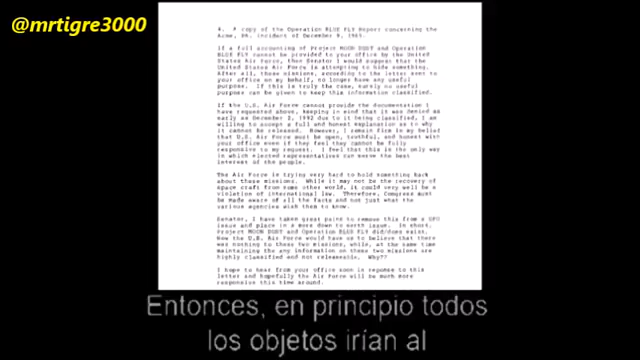 @mrtigre3000
4. A copy of the Operation BLUE FLY Report concerning the
Acme, incident of December 1965.
If a full accounting of Project MOON DUST and Operation
BLUE FLY cannot be provided to your office by the United
States Air Force, then Senator I would suggest that the
United States Air Force is attempting to hide something.
After all, these missions, according to the letter sent to
your office on my behalf, no longer have any useful
purpose. If this is truly the case, surely no useful
purpose can be given to keep this information classified.
If the U.S. Air Force cannot provide the documentation I
have requested above, keeping in mind that it was denied as
early as December 1992 due to it being classified, I am
willing to accept a full and honest explanation as to why
it cannot be released. However, I remain firm in my belief
that U.S. Air Force must be open, truthful, and honest with
your office even if they feel they cannot be fully
responsive to my request. I feel that this is the only way
in which elected representatives can serve the best
interest of the people.
The Air Force is trying very hard to hold something back
about these missions. While it may not be the recovery of
space craft from some other world, it could very well be a
violation of international law. Therefore, Congress must
be made aware of all the facts and not just what the
various agencies wish them to know.
Senator, I have taken great pains to remove this from a UFO
issue and place in a more down to earth issue. In short,
Project MOON DUST and Operation BLUE FLY did/does exist.
Now the U.S. Air Force would have us to believe that there
was nothing to these two missions, while, at the same time
maintaining the any information on these two missions are
highly classified and not releaseable. Why??
I hope to hear from your office soon in reponse to this
letter and hopefully the Air Force will be much more
responsive this time around.
Entonces, en principio todos
los objetos irían al